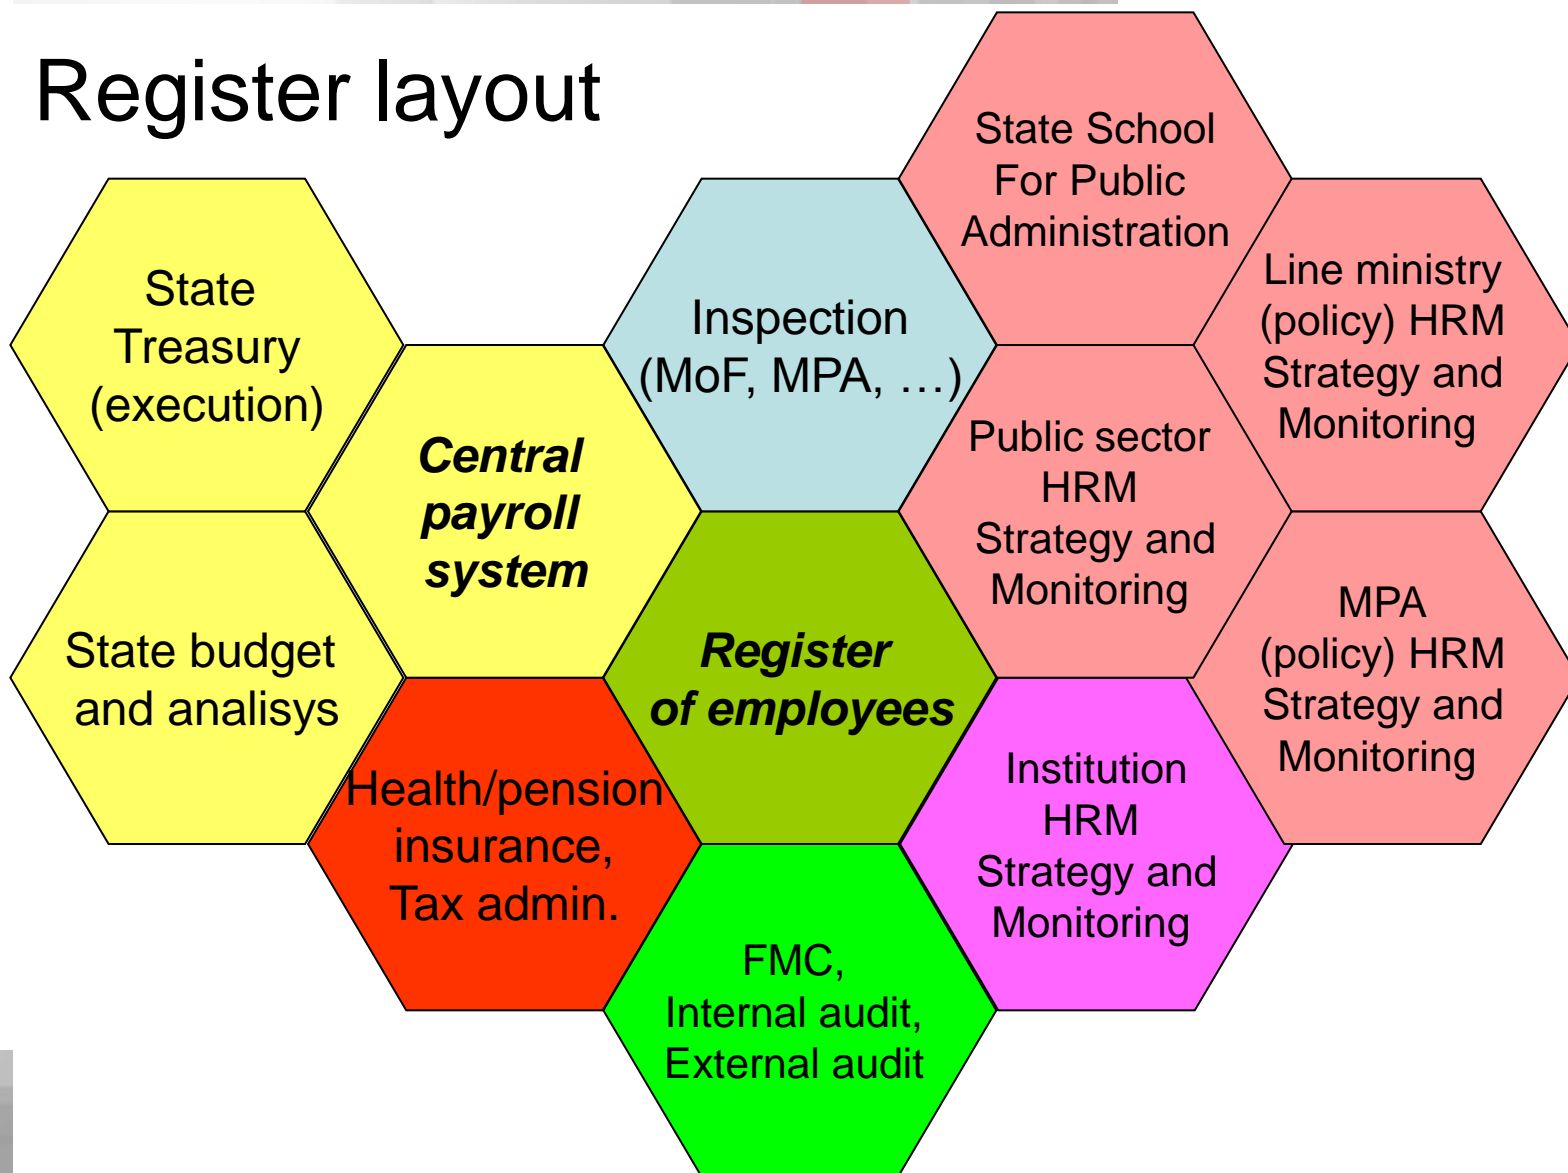 Register layout
State School
For Public
Administration
State
Treasury
(execution)
Inspection
(MoF, MPA, …)
Line ministry
(policy) HRM
Strategy and
Monitoring
Central
payroll
system
Public sector
HRM
Strategy and
Monitoring
State budget
and analisys
Register
of employees
MPA
(policy) HRM
Strategy and
Monitoring
Health/pension
insurance,
Tax admin.
Institution
HRM
Strategy and
Monitoring
FMC,
Internal audit,
External audit